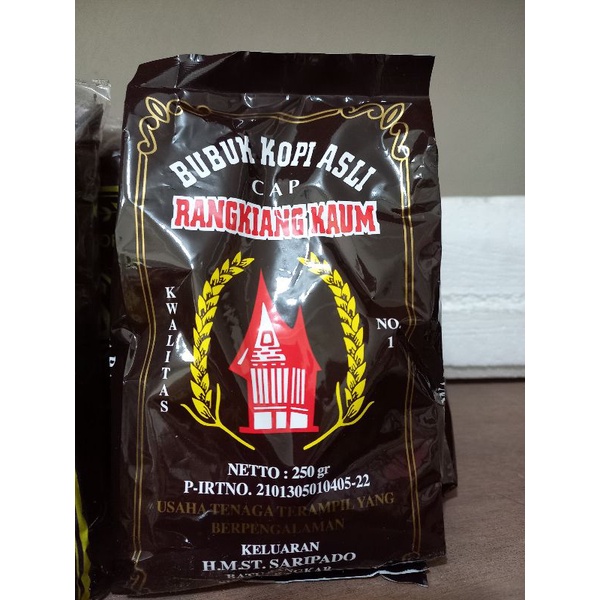 BUBUK KOPI ASLI
CAP
RANGKIANG KAUM
KWALITAS
NO. 1
NETTO : 250 gr
P-IRTNO. 2101305010405-22
USAHA TENAGA TERAMPIL YANG
BERPENGALAMAN
KELUARAN
H.M.ST. SARIPADO